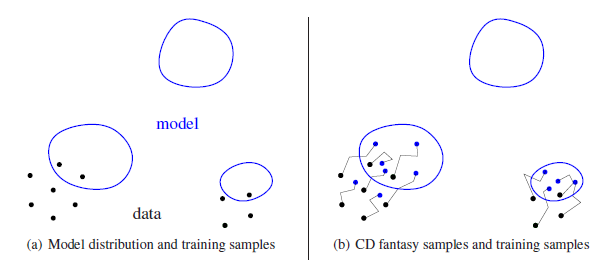 model
data
(a) Model distribution and training samples
(b) CD fantasy samples and training samples